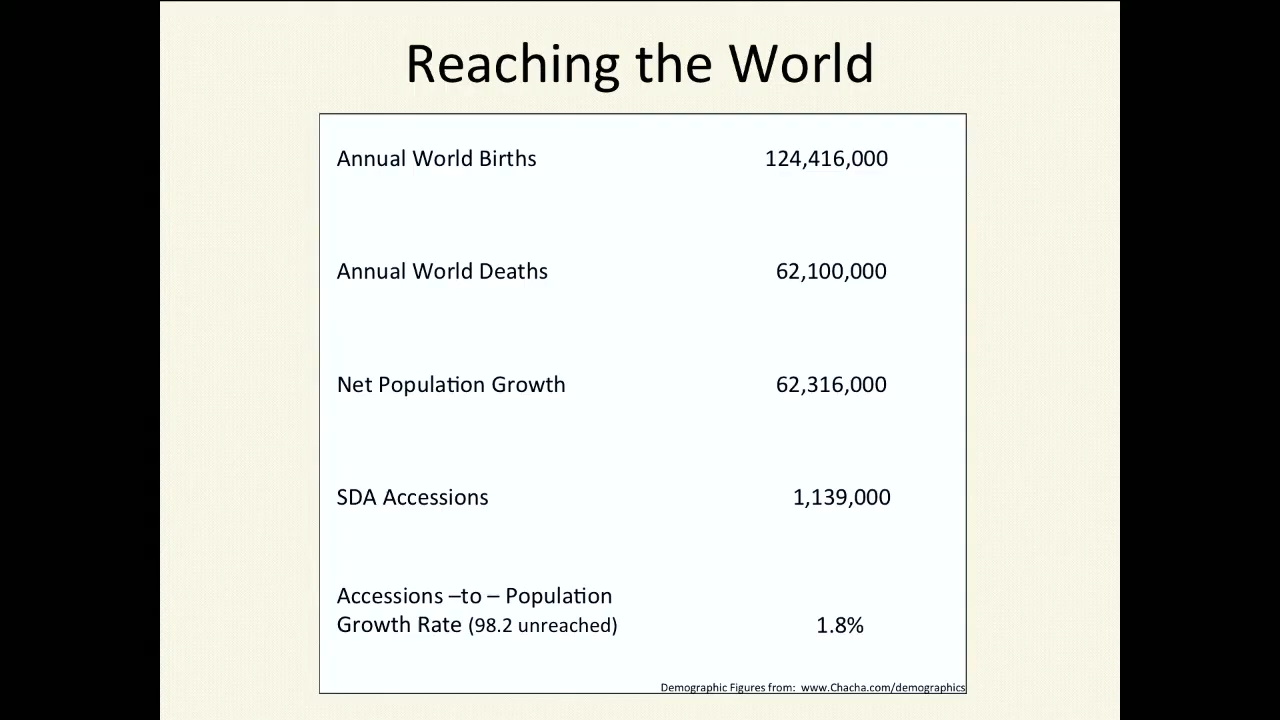 Reaching the World
Annual World Births 124,416,000
Annual World Deaths 62,100,000
Net Population Growth 62,316,000
SDA Accessions 1,139,000
Accessions –to – Population
Growth Rate (98.2 unreached) 1.8%
Demographic Figures from: www.Chacha.com/demographics